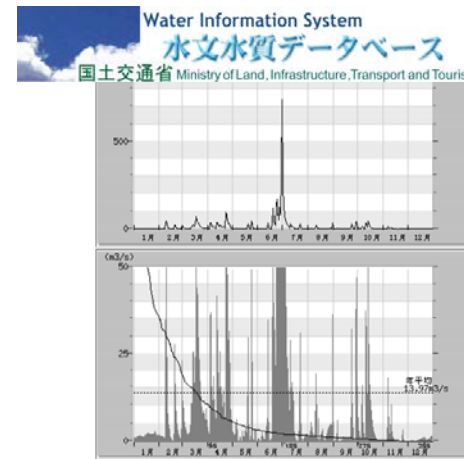 Water Information System
水文水質データベース
国土交通省 Ministry of Land, Infrastructure, Transport and Touris
500
0
1月 2月 3月 4月 5月 6月 7月 8月 9月 10月 11月 12月
(m3/s)
50
25
年平均
13.97m3/s
0
1月 2月 3月 4月 5月 6月 7月 8月 9月 10月 11月 12月